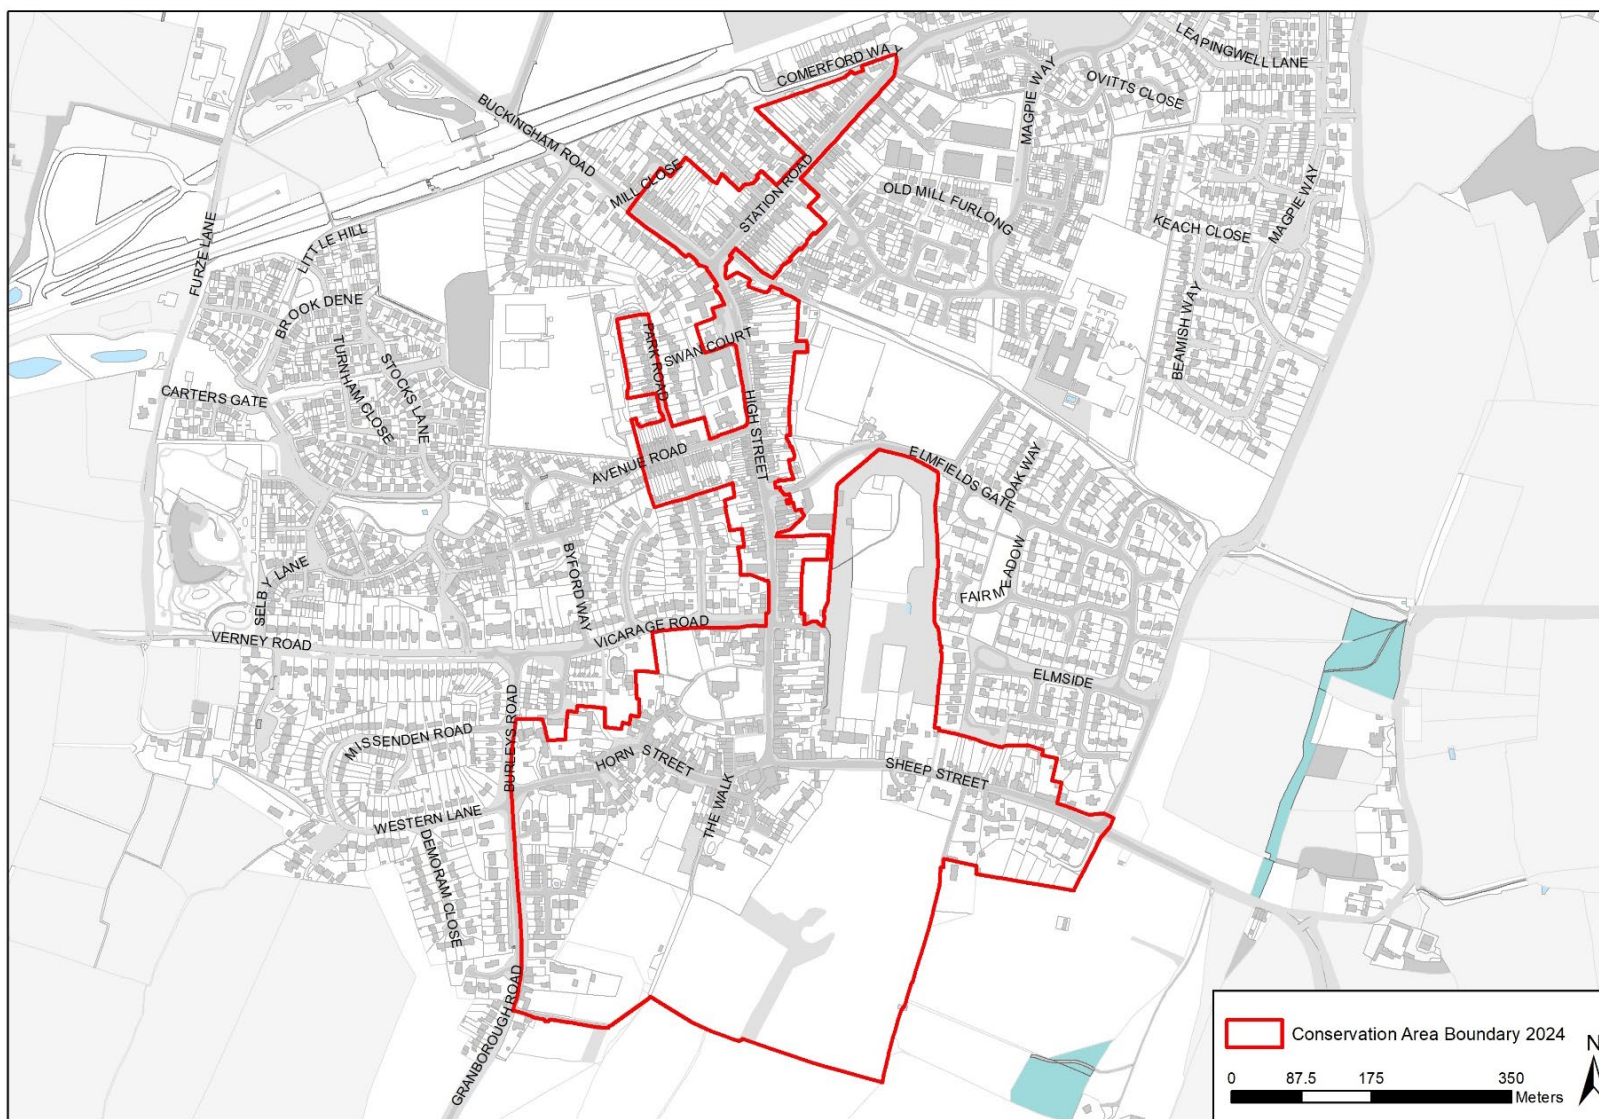 LEAPINGWELL LANE
COMERFORD WAY
OVITTS CLOSE
MAGPIE WAY
BUCKINGHAM ROAD
MILL CLOSE
STATION ROAD
OLD MILL FURLONG
KEACH CLOSE
MAGPIE WAY
FURZE LANE
LITTLE HILL
BROOK DENE
TURNHAM CLOSE
STOCKS LANE
CARTERS GATE
PARK ROAD
SWAN COURT
BEAMISH WAY
HIGH STREET
AVENUE ROAD
ELMFIELDS GATE
OAK WAY
FAIRMEADOW
SELBY LANE
BYFORD WAY
VICARAGE ROAD
VERNEY ROAD
ELMSIDE
MISSENDEN ROAD
BURLEYS ROAD
HORN STREET
THE WALK
SHEEP STREET
WESTERN LANE
DEMORAM CLOSE
GRANBOROUGH ROAD
Conservation Area Boundary 2024
N
0 87.5 175 350
Meters